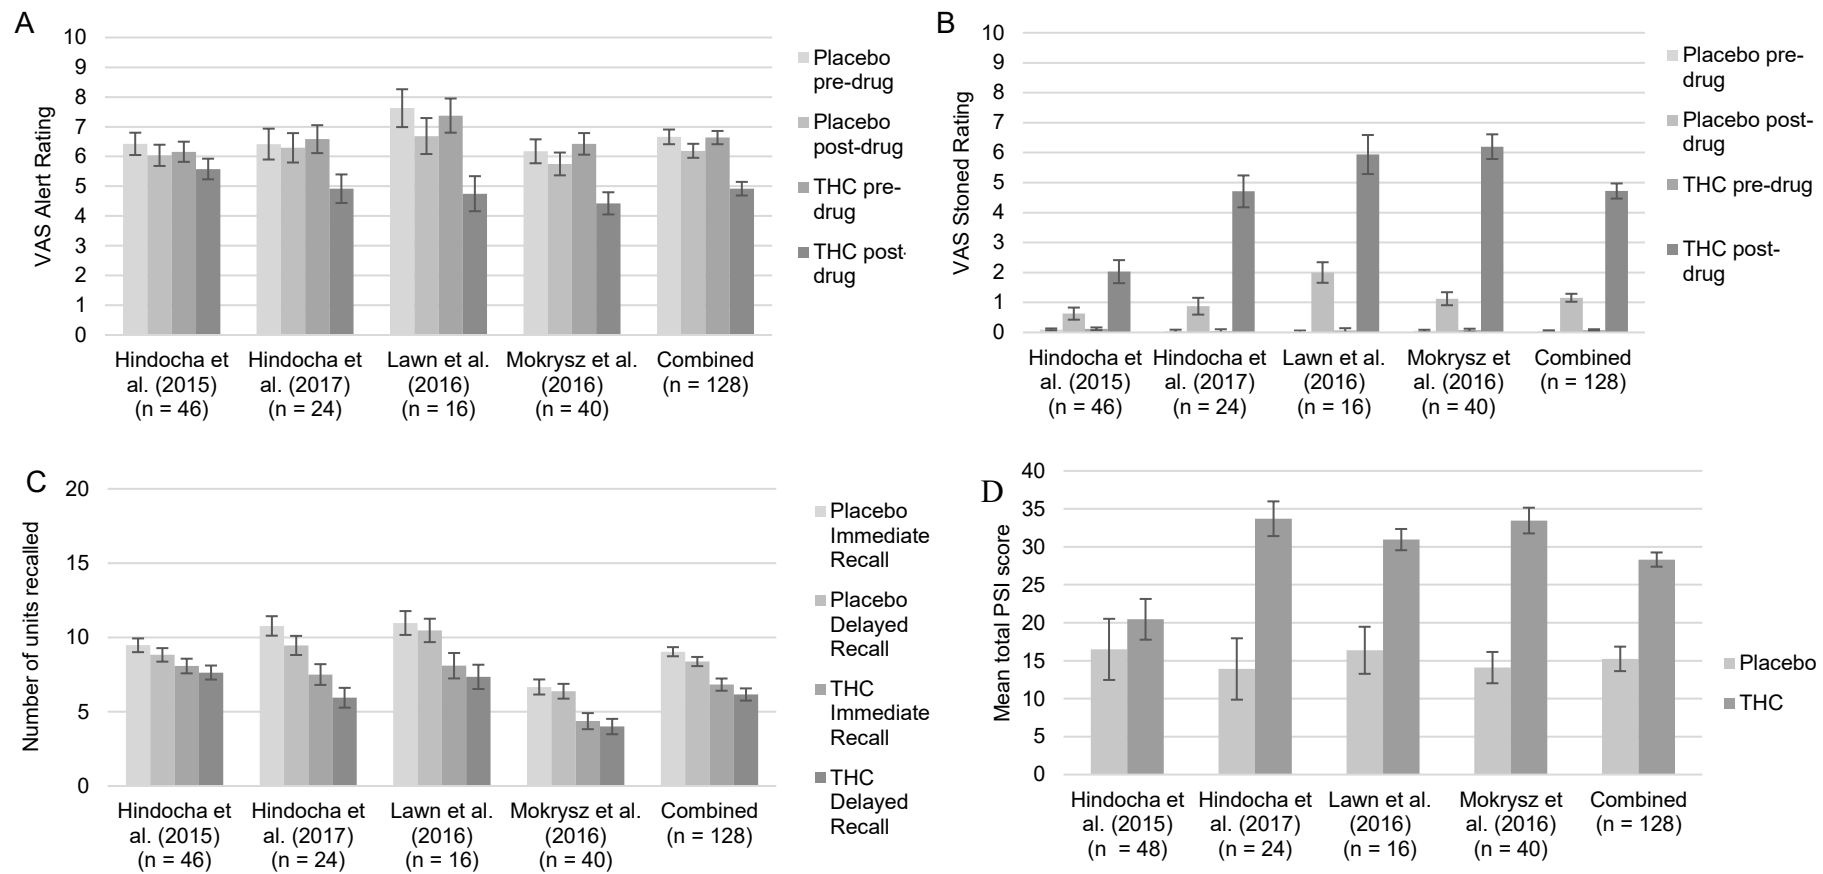 A
10
9
8
7
6
5
4
3
2
1
0
VAS Alert Rating
Hindocha et
al. (2015)
(n = 46)
Hindocha et
al. (2017)
(n = 24)
Lawn et al.
(2016)
(n = 16)
Mokrysz et al.
(2016)
(n = 40)
Combined
(n = 128)
Placebo
pre-drug
Placebo
post-drug
THC pre-
drug
THC post-
drug
B
10
9
8
7
6
5
4
3
2
1
0
VAS Stoned Rating
Hindocha et
al. (2015)
(n = 46)
Hindocha et
al. (2017)
(n = 24)
Lawn et al.
(2016)
(n = 16)
Mokrysz et
al. (2016)
(n = 40)
Combined
(n = 128)
Placebo pre-
drug
Placebo post-
drug
THC pre-drug
THC post-
drug
C
20
15
10
5
0
Number of units recalled
Hindocha et
al. (2015)
(n = 46)
Hindocha et
al. (2017)
(n = 24)
Lawn et al.
(2016)
(n = 16)
Mokrysz et al.
(2016)
(n = 40)
Combined
(n = 128)
Placebo
Immediate
Recall
Placebo
Delayed
Recall
THC
Immediate
Recall
THC
Delayed
Recall
D
40
35
30
25
20
15
10
5
0
Mean total PSI score
Hindocha et
al. (2015)
(n = 48)
Hindocha et
al. (2017)
(n = 24)
Lawn et al.
(2016)
(n = 16)
Mokrysz et
al. (2016)
(n = 40)
Combined
(n = 128)
Placebo
THC